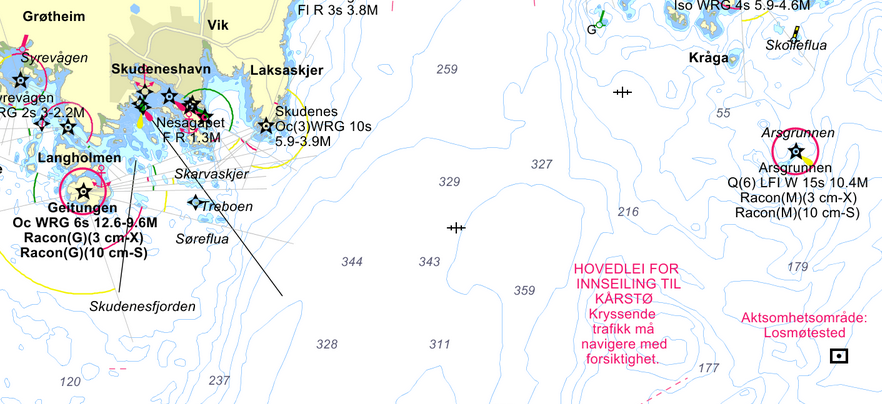 Grøtheim
Vik
Fl R 3s 3.8M
Iso WRG 4s 5.9-4.6M
G
Skolleflua
Syrevågen
Skudeneshavn
Laksaskjer
259
Kråga
yrevågen
RG 2s 3-2.2M
Nesagapet
F R 1.3M
Skudenes
Oc(3)WRG 10s
5.9-3.9M
55
Arsgrunnen
Langholmen
Skarvaskjer
329
327
Arsgrunnen
Q(6) LFl W 15s 10.4M
Racon(M)(3 cm-X)
Racon(M)(10 cm-S)
e
Geitungen
Oc WRG 6s 12.6-9.6M
Racon(G)(3 cm-X)
Racon(G)(10 cm-S)
Treboen
Søreflua
216
344
343
359
HOVEDLEI FOR
INNSEILING TIL
KÅRSTØ
Kryssende
trafikk må
navigere med
forsiktighet.
179
Skudenesfjorden
Aktsomhetsområde:
Losmøtested
328
311
177
120
237